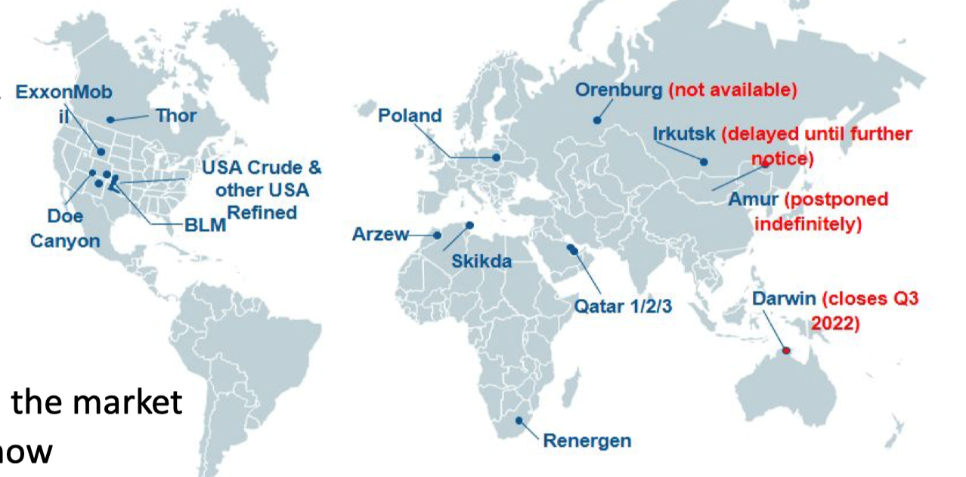 ExxonMob
il
Thor
Poland
Orenburg (not available)
Irkutsk (delayed until further
notice)
USA Crude &
other USA
Refined
Amur (postponed
indefinitely)
Doe
Canyon
BLM
Arzew
Skikda
Qatar 1/2/3
Darwin (closes Q3
2022)
the market
now
Renergen